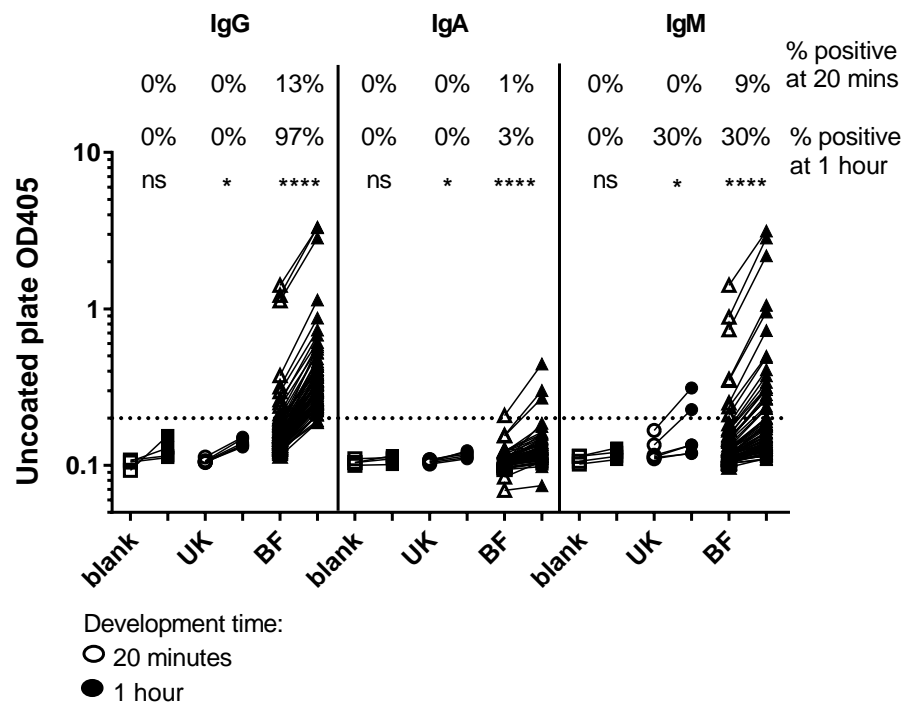 IgG IgA IgM
% positive
at 20 mins
0% 0% 13% 0% 0% 1% 0% 0% 9%
0% 0% 97% 0% 0% 3% 0% 30% 30%
% positive
at 1 hour
ns * **** ns * **** ns * ****
Uncoated plate OD405
10
1
0.1
blank UK BF blank UK BF blank UK BF
Development time:
20 minutes
1 hour